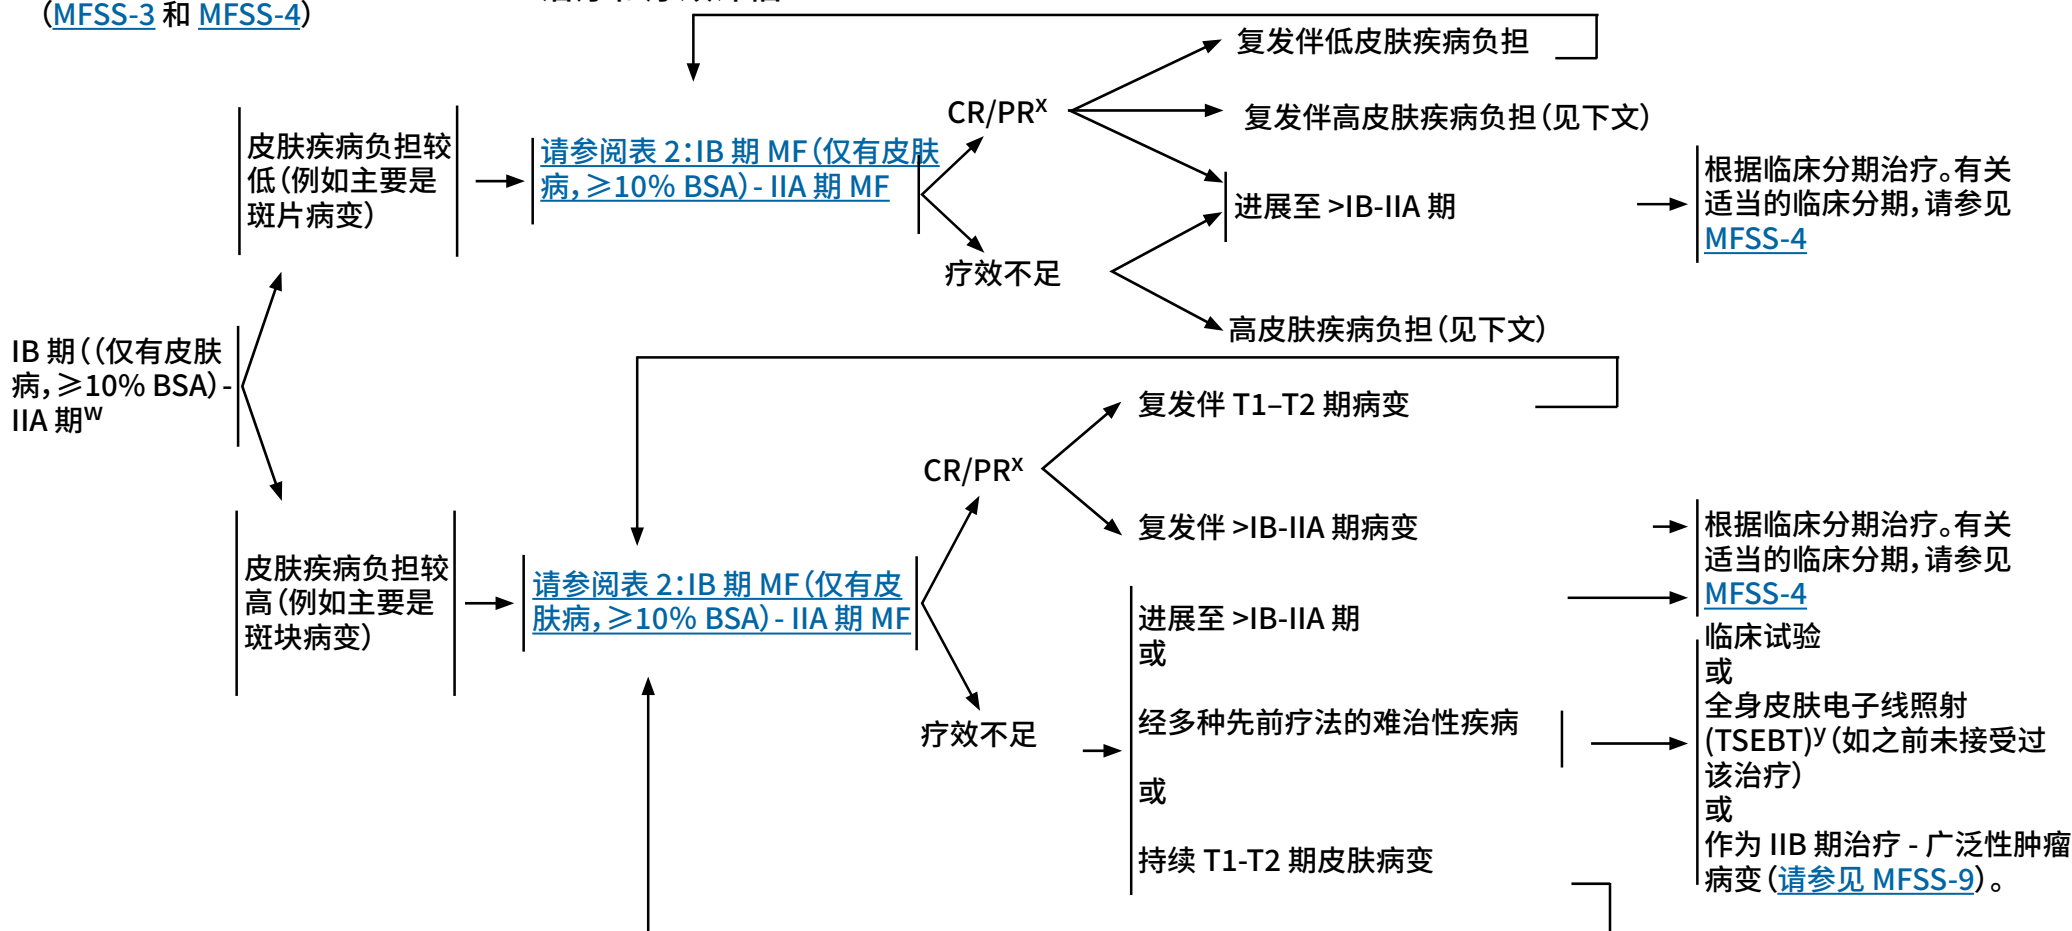 (MFSS-3 和 MFSS-4)
复发伴低皮肤疾病负担
CR/PRx
复发伴高皮肤疾病负担(见下文)
皮肤疾病负担较
低(例如主要是
斑片病变)
请参阅表 2:IB 期 MF(仅有皮肤
病,≥10% BSA)- IIA 期 MF
进展至 >IB-IIA 期
根据临床分期治疗。有关
适当的临床分期,请参见
MFSS-4
疗效不足
高皮肤疾病负担(见下文)
IB 期((仅有皮肤
病,≥10% BSA)-
IIA 期w
复发伴 T1–T2 期病变
CR/PRx
复发伴 >IB-IIA 期病变
根据临床分期治疗。有关
适当的临床分期,请参见
MFSS-4
皮肤疾病负担较
高(例如主要是
斑块病变)
请参阅表 2:IB 期 MF(仅有皮
肤病,≥10% BSA)- IIA 期 MF
进展至 >IB-IIA 期
或
经多种先前疗法的难治性疾病
或
持续 T1-T2 期皮肤病变
疗效不足
临床试验
或
全身皮肤电子线照射
(TSEBT)y(如之前未接受过
该治疗)
或
作为 IIB 期治疗 - 广泛性肿瘤
病变(请参见 MFSS-9)。